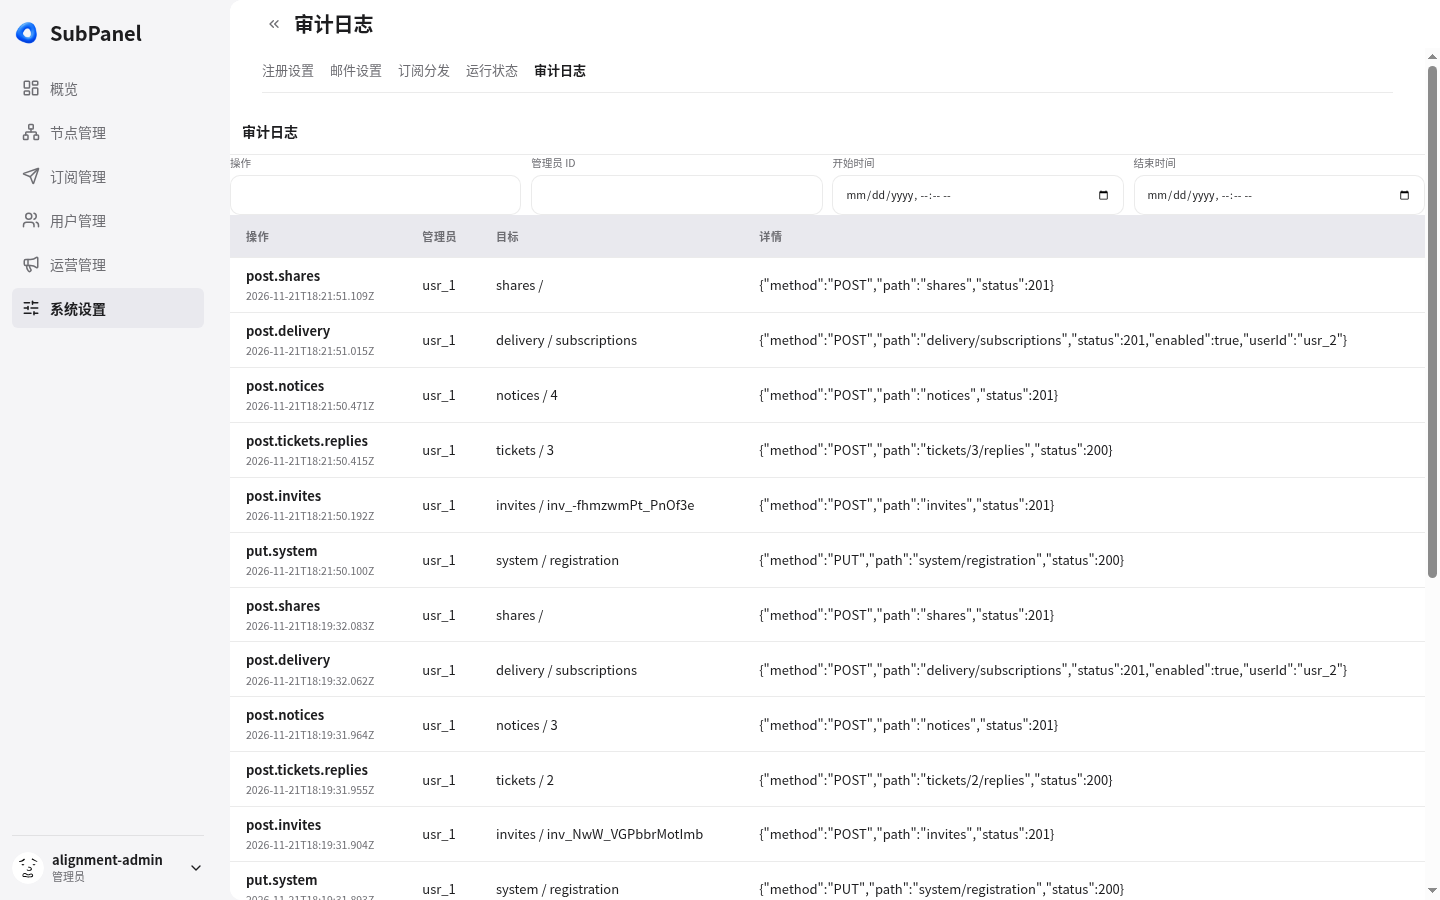 SubPanel
概览
节点管理
订阅管理
用户管理
运营管理
系统设置
alignment-admin
管理员
审计日志
注册设置 邮件设置 订阅分发 运行状态 审计日志
审计日志
操作 管理员 ID 开始时间 结束时间
mm/dd/yyyy, --:-- -- mm/dd/yyyy, --:-- --
操作 管理员 目标 详情
post.shares
2026-11-21T18:21:51.109Z
usr_1 shares / {"method":"POST","path":"shares","status":201}
post.delivery
2026-11-21T18:21:51.015Z
usr_1 delivery / subscriptions {"method":"POST","path":"delivery/subscriptions","status":201,"enabled":true,"userId":"usr_2"}
post.notices
2026-11-21T18:21:50.471Z
usr_1 notices / 4 {"method":"POST","path":"notices","status":201}
post.tickets.replies
2026-11-21T18:21:50.415Z
usr_1 tickets / 3 {"method":"POST","path":"tickets/3/replies","status":200}
post.invites
2026-11-21T18:21:50.192Z
usr_1 invites / inv_-fhmzwmPt_PnOf3e {"method":"POST","path":"invites","status":201}
put.system
2026-11-21T18:21:50.100Z
usr_1 system / registration {"method":"PUT","path":"system/registration","status":200}
post.shares
2026-11-21T18:19:32.083Z
usr_1 shares / {"method":"POST","path":"shares","status":201}
post.delivery
2026-11-21T18:19:32.062Z
usr_1 delivery / subscriptions {"method":"POST","path":"delivery/subscriptions","status":201,"enabled":true,"userId":"usr_2"}
post.notices
2026-11-21T18:19:31.964Z
usr_1 notices / 3 {"method":"POST","path":"notices","status":201}
post.tickets.replies
2026-11-21T18:19:31.955Z
usr_1 tickets / 2 {"method":"POST","path":"tickets/2/replies","status":200}
post.invites
2026-11-21T18:19:31.904Z
usr_1 invites / inv_NwW_VGPbbrMotImb {"method":"POST","path":"invites","status":201}
put.system
usr_1 system / registration {"method":"PUT","path":"system/registration","status":200}